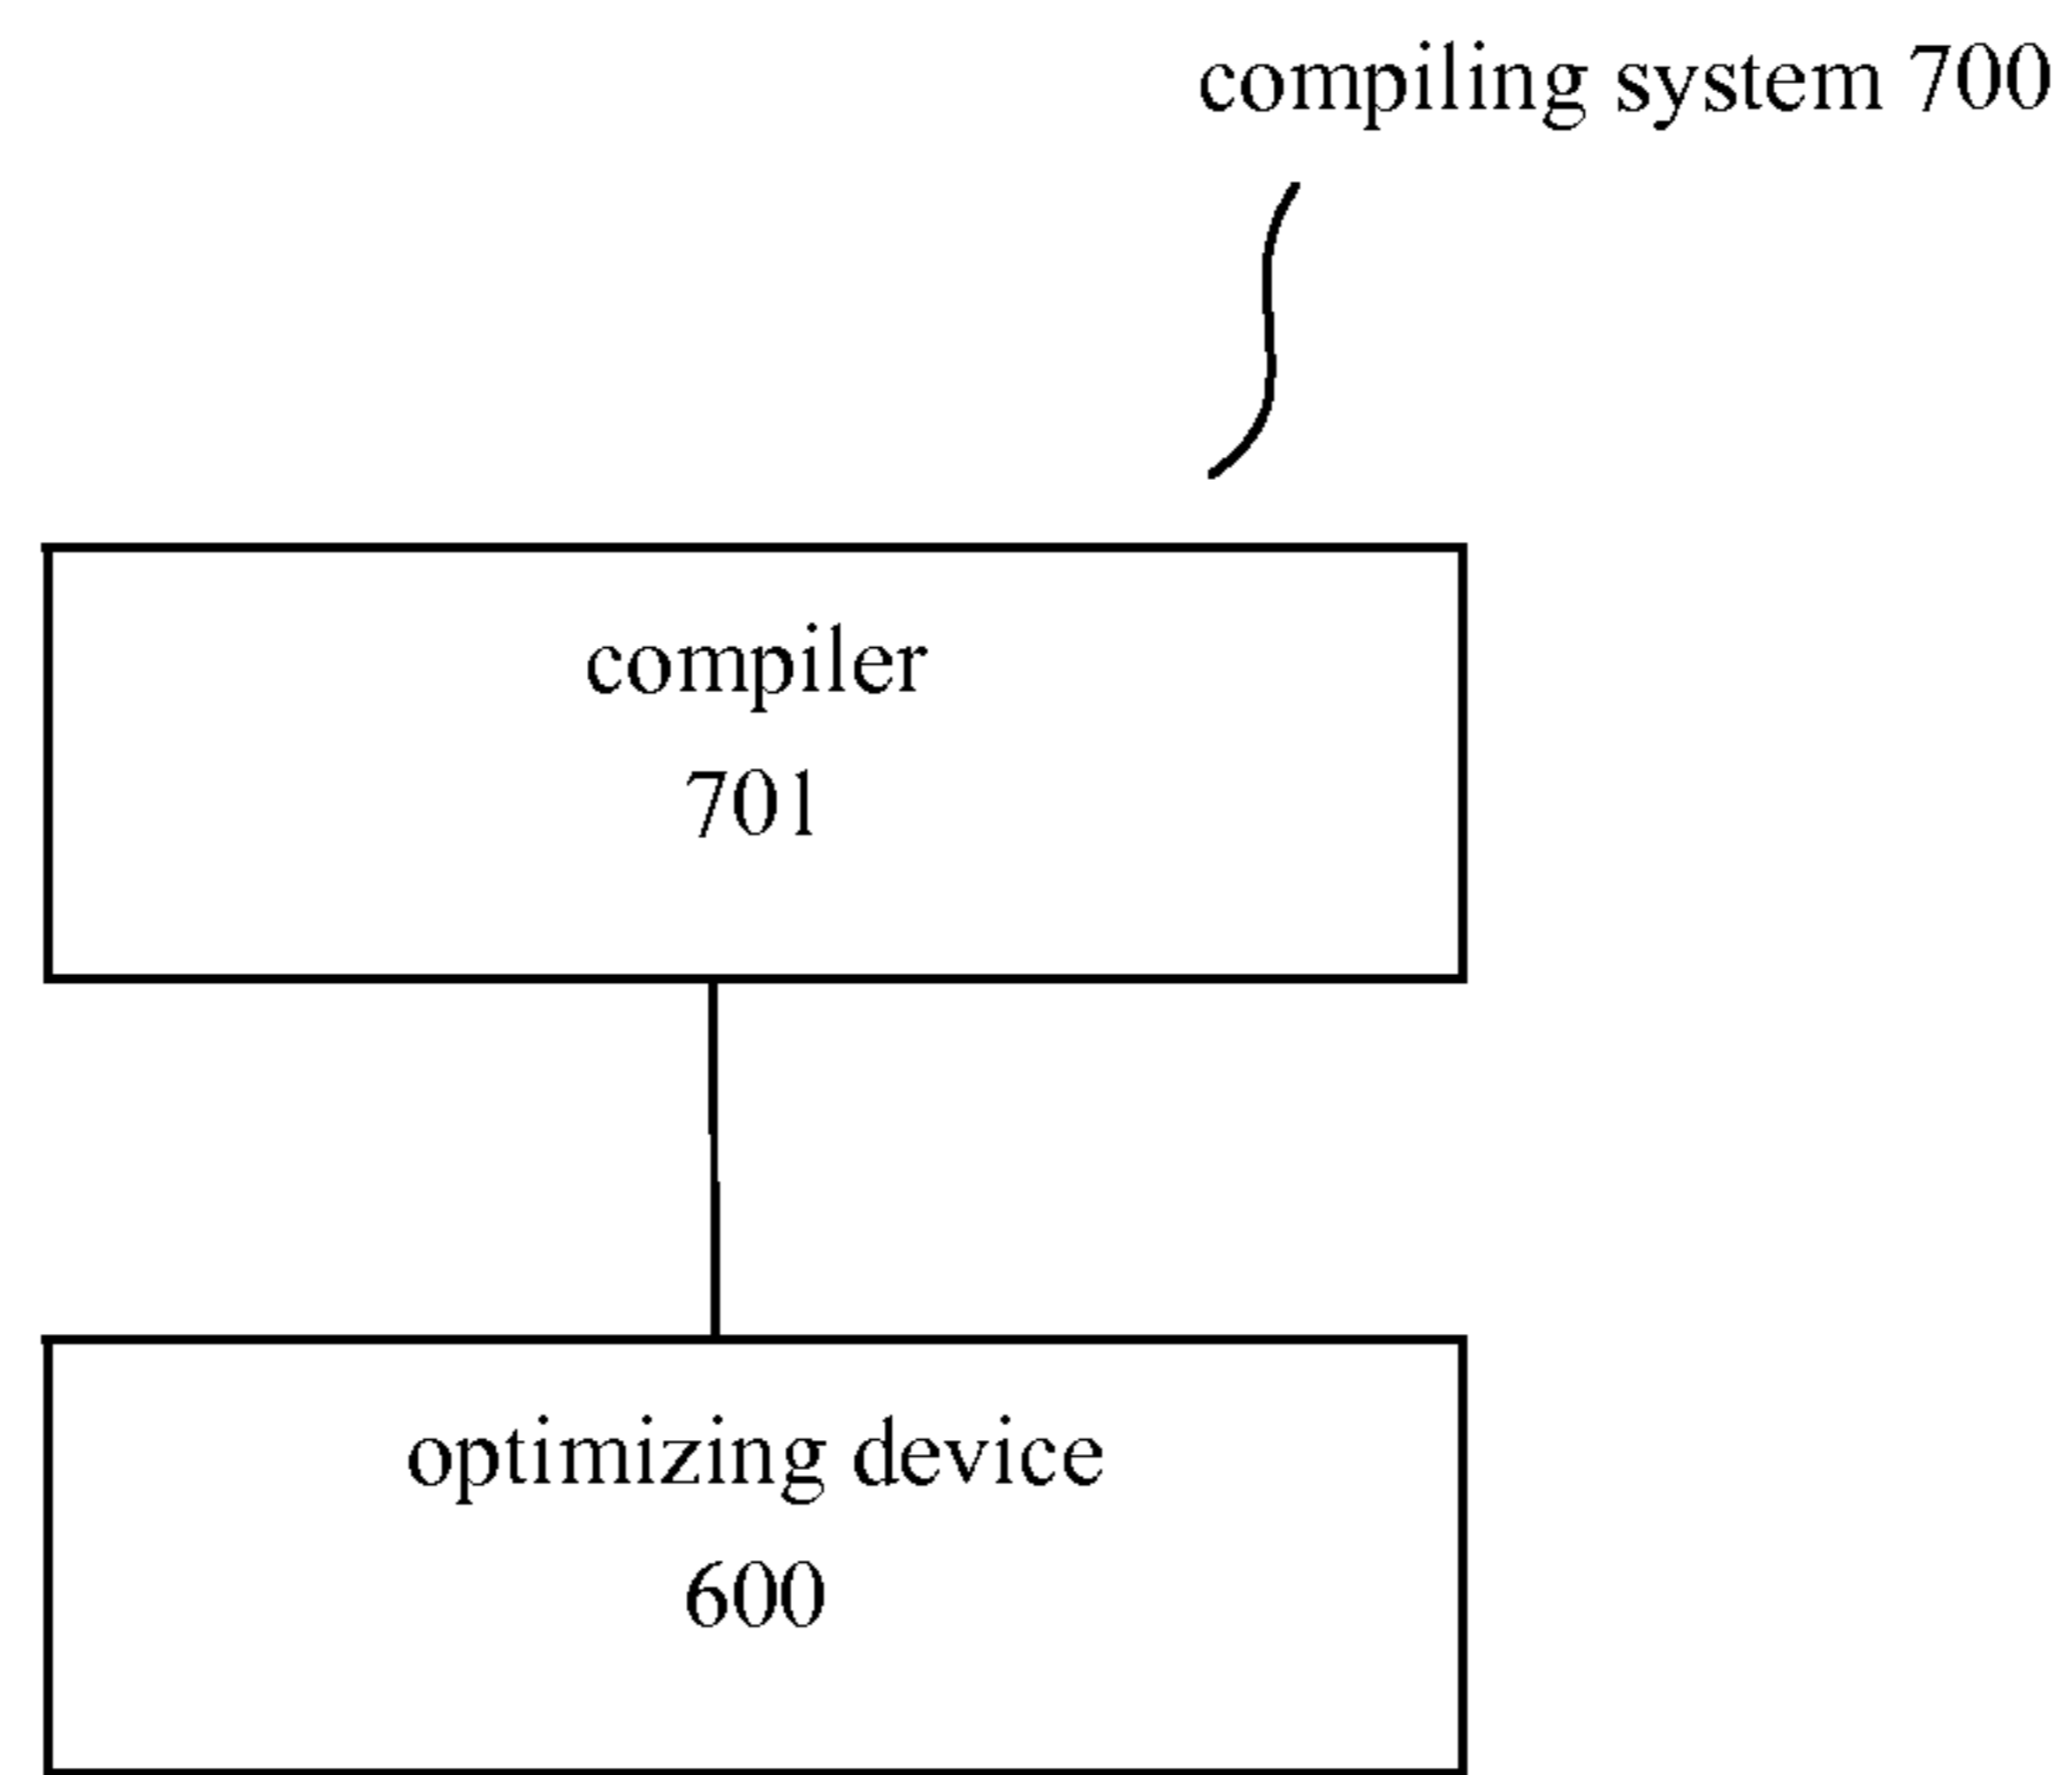 compiling system 700
compiler
701
optimizing device
600